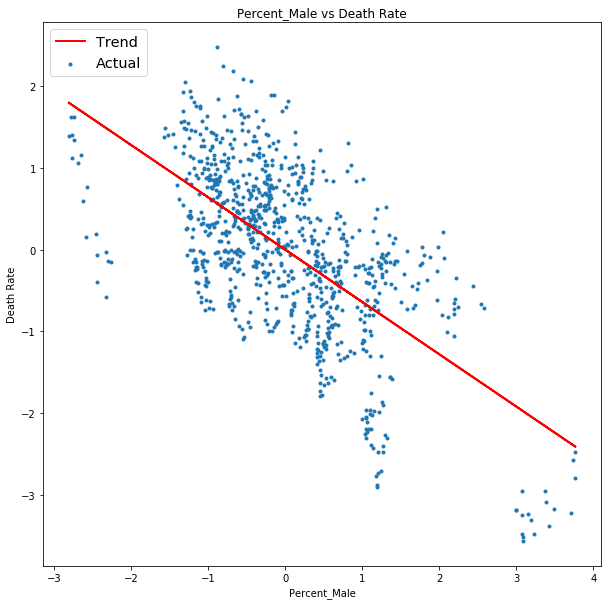 Percent_Male vs Death Rate
Trend
Actual
Death Rate
2
1
0
−1
−2
−3
−3
−2
−1
0
1
2
3
4
Percent_Male